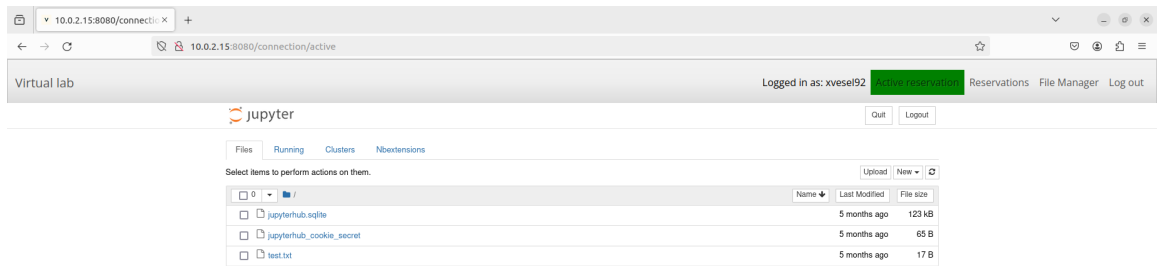 10.0.2.15:8080/connectio
10.0.2.15:8080/connection/active
Virtual lab Logged in as: xvesel92 Active reservation Reservations File Manager Log out
jupyter Quit Logout
Files Running Clusters Nbextensions
Select items to perform actions on them. Upload New
0 / Name Last Modified File size
jupyterhub.sqlite 5 months ago 123 kB
jupyterhub_cookie_secret 5 months ago 65 B
test.txt 5 months ago 17 B